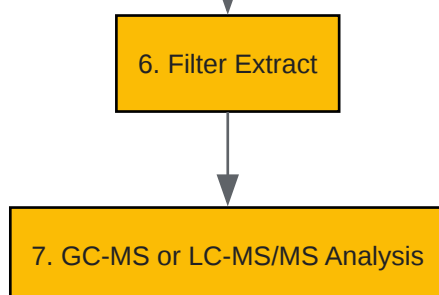 6. Filter Extract
7. GC-MS or LC-MS/MS Analysis